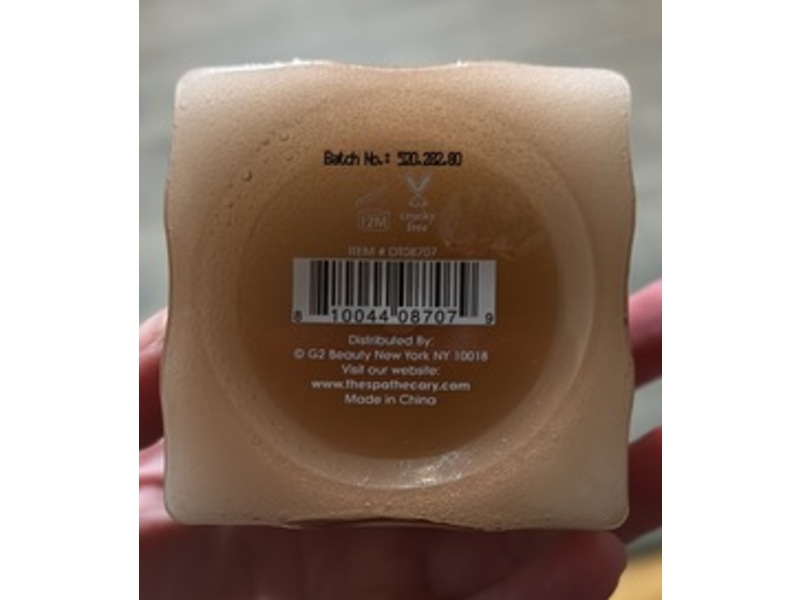 Batch No.: 520.282.80
12M
cruelty
free
ITEM # OT08707
8 10044 08707 9
Distributed By:
© G2 Beauty New York NY 10018
Visit our website:
www.thespathecary.com
Made in China